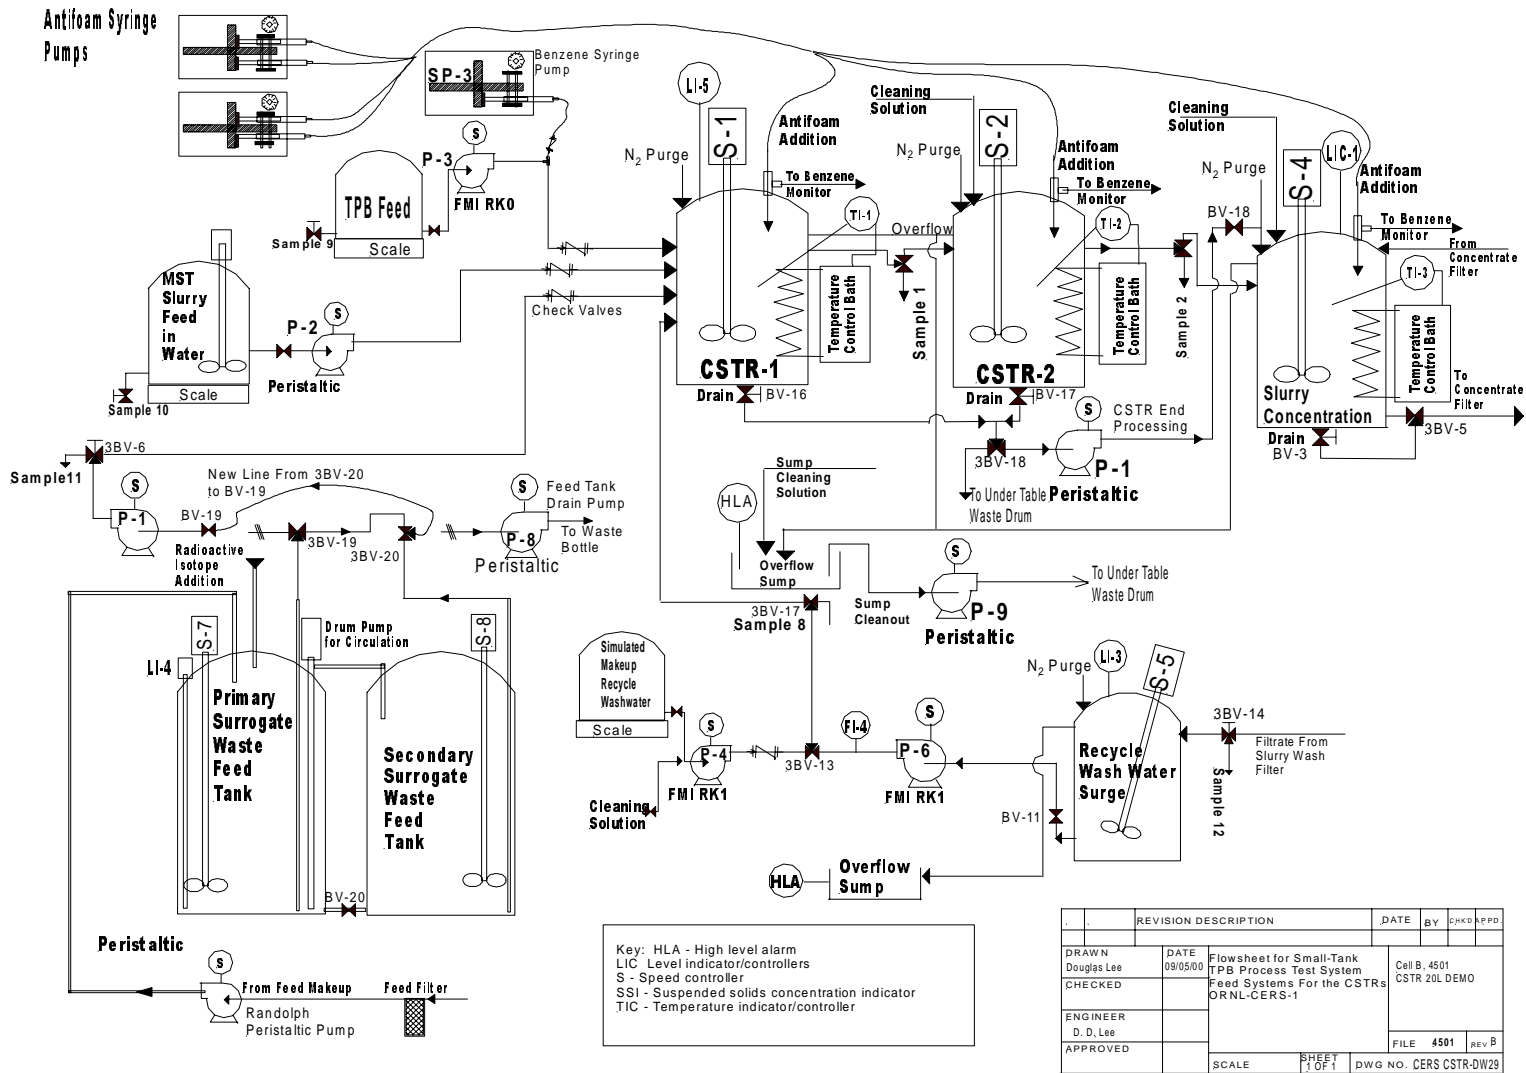 Antifoam Syringe
Pumps
SP-3
Benzene Syringe
Pump
S
P-3
FMI RK0
TPB Feed
Scale
Sample 9
MST
Slurry
Feed
in
Water
Scale
Sample 10
S
P-2
Peristaltic
Check Valves
LI-5
S-1
N2 Purge
Antifoam
Addition
To Benzene
Monitor
TI-1
Temperature
Control Bath
CSTR-1
Drain
BV-16
Overflow
Sample 1
Cleaning
Solution
N2 Purge
S-2
Antifoam
Addition
To Benzene
Monitor
TI-2
Temperature
Control Bath
CSTR-2
Drain
BV-17
Sample 2
Cleaning
Solution
N2 Purge
BV-18
S-4
LIC-1
Antifoam
Addition
To Benzene
Monitor
From
Concentrate
Filter
TI-3
Temperature
Control Bath
To
Concentrate
Filter
Slurry
Concentration
Drain
BV-3
3BV-5
S
CSTR End
Processing
3BV-18
P-1
Peristaltic
To Under Table
Waste Drum
3BV-6
Sample11
S
P-1
BV-19
New Line From 3BV-20
to BV-19
3BV-19
3BV-20
S
P-8
Peristaltic
Feed Tank
Drain Pump
To Waste
Bottle
Radioactive
Isotope
Addition
HLA
Sump
Cleaning
Solution
Overflow
Sump
3BV-17
Sample 8
Sump
Cleanout
S
P-9
Peristaltic
To Under Table
Waste Drum
S-7
LI-4
Drum Pump
for Circulation
S-8
Primary
Surrogate
Waste
Feed
Tank
Secondary
Surrogate
Waste
Feed
Tank
BV-20
Simulated
Makeup
Recycle
Washwater
Scale
Cleaning
Solution
S
P-4
FMI RK1
3BV-13
FI-4
S
P-6
FMI RK1
N2 Purge
LI-3
S-5
Recycle
Wash Water
Surge
BV-11
3BV-14
Filtrate From
Slurry Wash
Filter
Sample 12
HLA
Overflow
Sump
Peristaltic
S
From Feed Makeup
Feed Filter
Randolph
Peristaltic Pump
Key: HLA - High level alarm
LIC Level indicator/controllers
S - Speed controller
SSI - Suspended solids concentration indicator
TIC - Temperature indicator/controller
REVISION DESCRIPTION DATE BY CHK'D APPD.
DRAWN
Douglas Lee
DATE
09/05/00
CHECKED
ENGINEER
D. D. Lee
APPROVED
Flowsheet for Small-Tank
TPB Process Test System
Feed Systems For the CSTRs
ORNL-CERS-1
Cell B, 4501
CSTR 20L DEMO
FILE 4501 REV B
SCALE
SHEET
1 OF 1
DWG NO. CERS CSTR-DW29